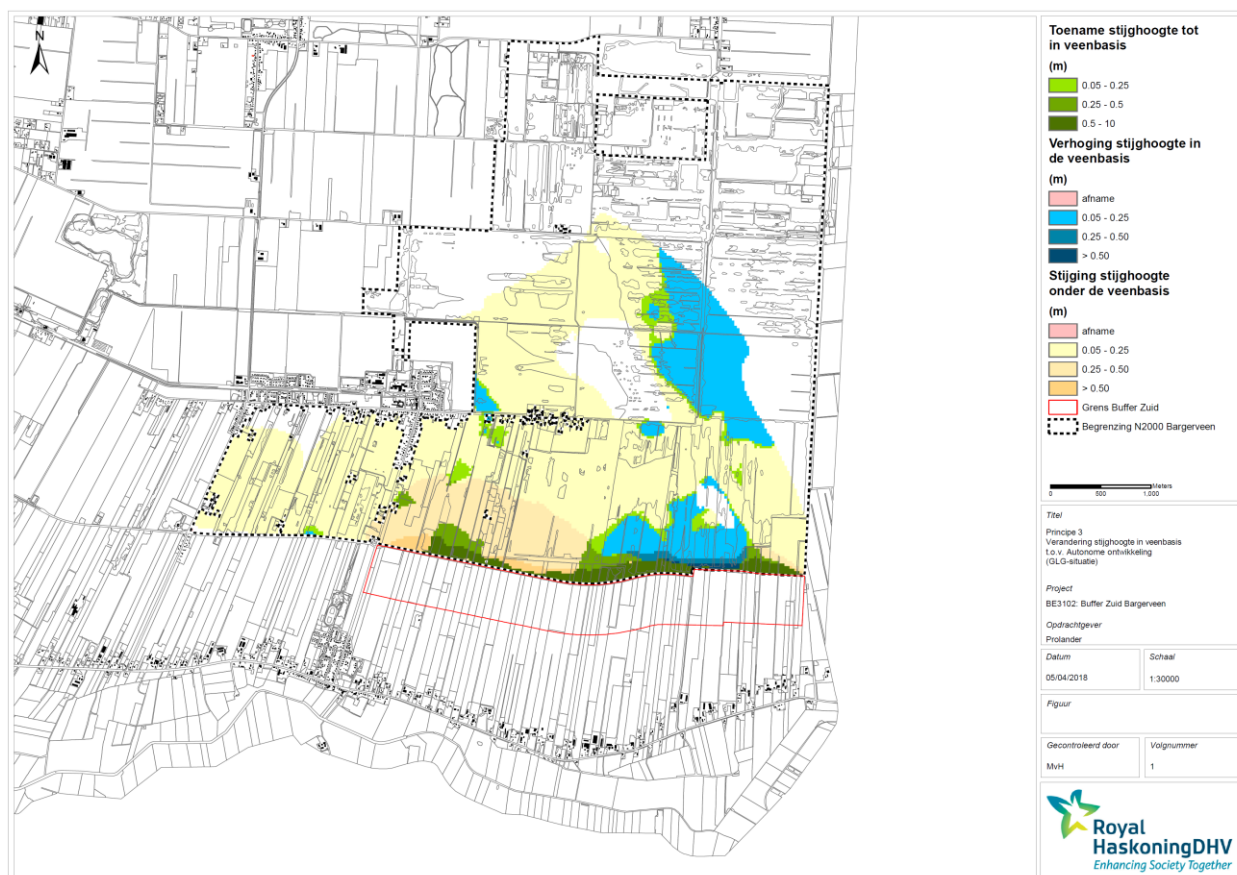 N
Toename stijghoogte tot
in veenbasis
(m)
0.05 - 0.25
0.25 - 0.5
0.5 - 10
Verhoging stijghoogte in
de veenbasis
(m)
afname
0.05 - 0.25
0.25 - 0.50
> 0.50
Stijging stijghoogte
onder de veenbasis
(m)
afname
0.05 - 0.25
0.25 - 0.50
> 0.50
Grens Buffer Zuid
Begrenzing N2000 Bargerveen
Meters
0 500 1.000
Titel
Principe 3
Verandering stijghoogte in veenbasis
t.o.v. Autonome ontwikkeling
(GLG-situatie)
Project
BE3102: Buffer Zuid Bargerveen
Opdrachtgever
Prolander
Datum Schaal
05/04/2018 1:30000
Figuur
Gecontroleerd door Volgnummer
MvH 1
Royal
HaskoningDHV
Enhancing Society Together